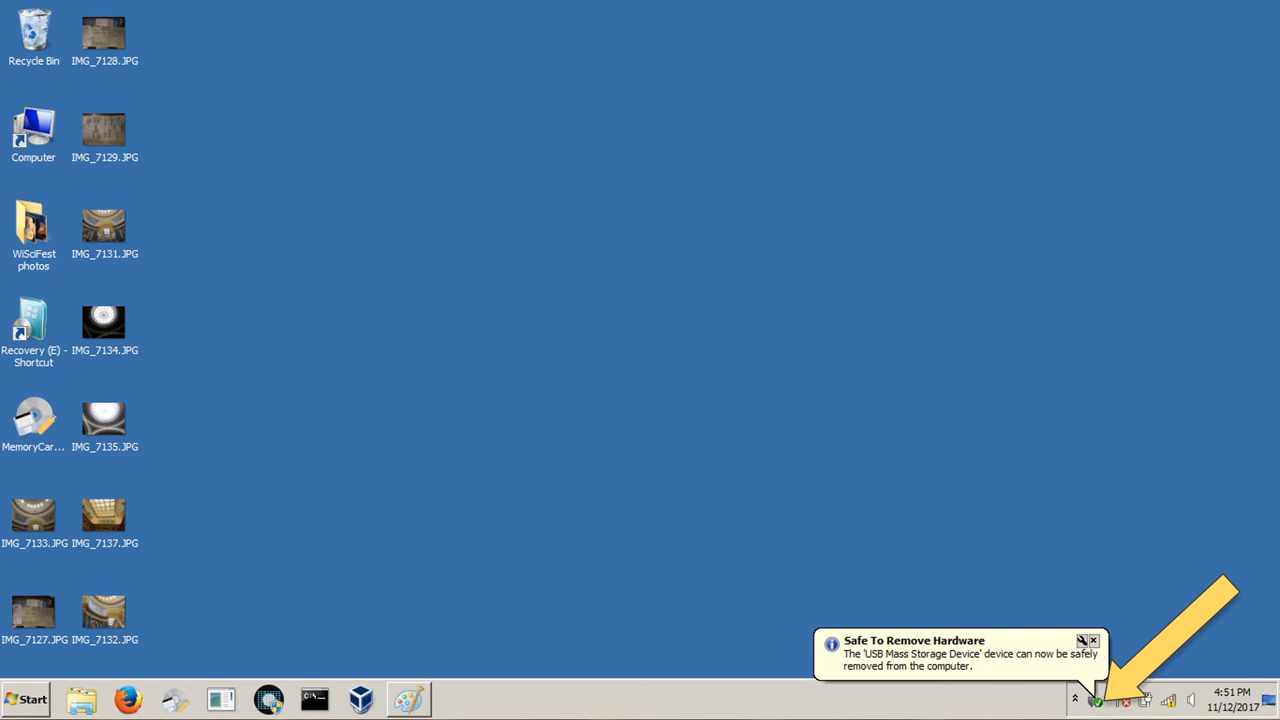 Recycle Bin
IMG_7128.JPG
Computer
IMG_7129.JPG
WiSciFest
photos
IMG_7131.JPG
Recovery (E) -
Shortcut
IMG_7134.JPG
MemoryCar...
IMG_7135.JPG
IMG_7133.JPG
IMG_7137.JPG
IMG_7127.JPG
IMG_7132.JPG
Safe To Remove Hardware
The 'USB Mass Storage Device' device can now be safely
removed from the computer.
Start
C:\_
4:51 PM
11/12/2017